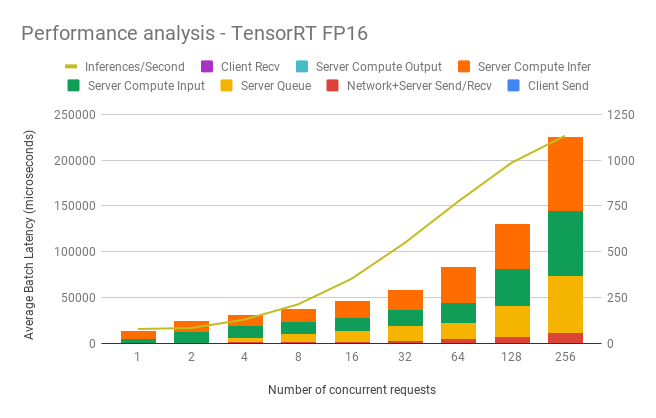 Performance analysis - TensorRT FP16
Inferences/Second Client Recv Server Compute Output Server Compute Infer
Server Compute Input Server Queue Network+Server Send/Recv Client Send
250000 1250
200000 1000
150000 750
100000 500
50000 250
0 0
Average Batch Latency (microseconds)
1 2 4 8 16 32 64 128 256
Number of concurrent requests